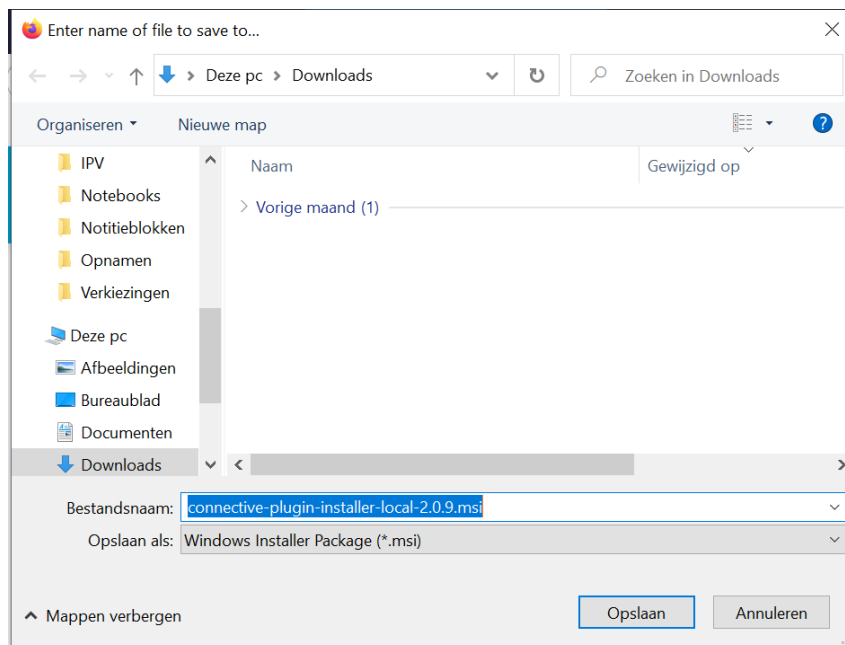 Enter name of file to save to...
Deze pc > Downloads
Zoeken in Downloads
Organiseren
Nieuwe map
IPV
Notebooks
Notitieblokken
Opnamen
Verkiezingen
Deze pc
Afbeeldingen
Bureaublad
Documenten
Downloads
Naam
Gewijzigd op
Vorige maand (1)
Bestandsnaam: connective-plugin-installer-local-2.0.9.msi
Opslaan als: Windows Installer Package (*.msi)
Mappen verbergen
Opslaan
Annuleren